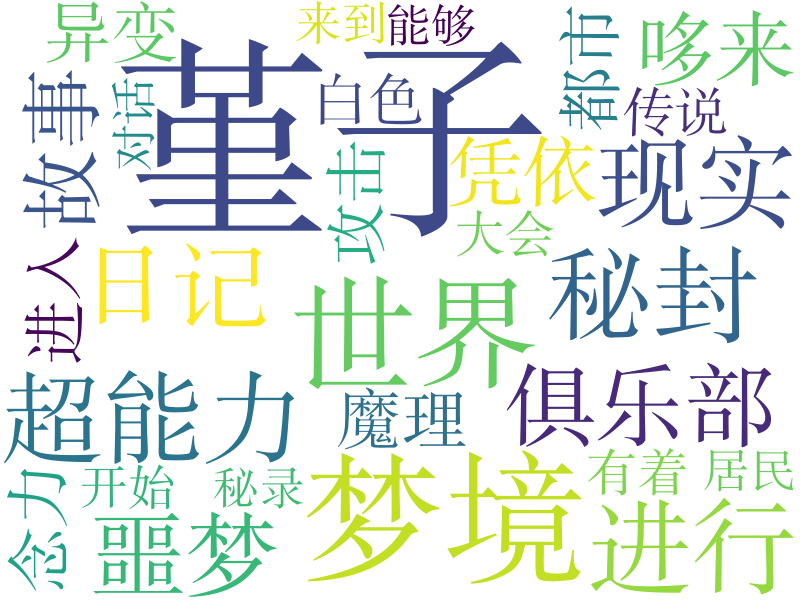 异变
来到
能够
都市
哆来
堇子
白色
传说
故事
对话
攻击
凭依
现实
大会
进入
日记
世界
秘封
超能力
魔理
俱乐部
念力
开始
秘录
梦境
有着
居民
噩梦
进行